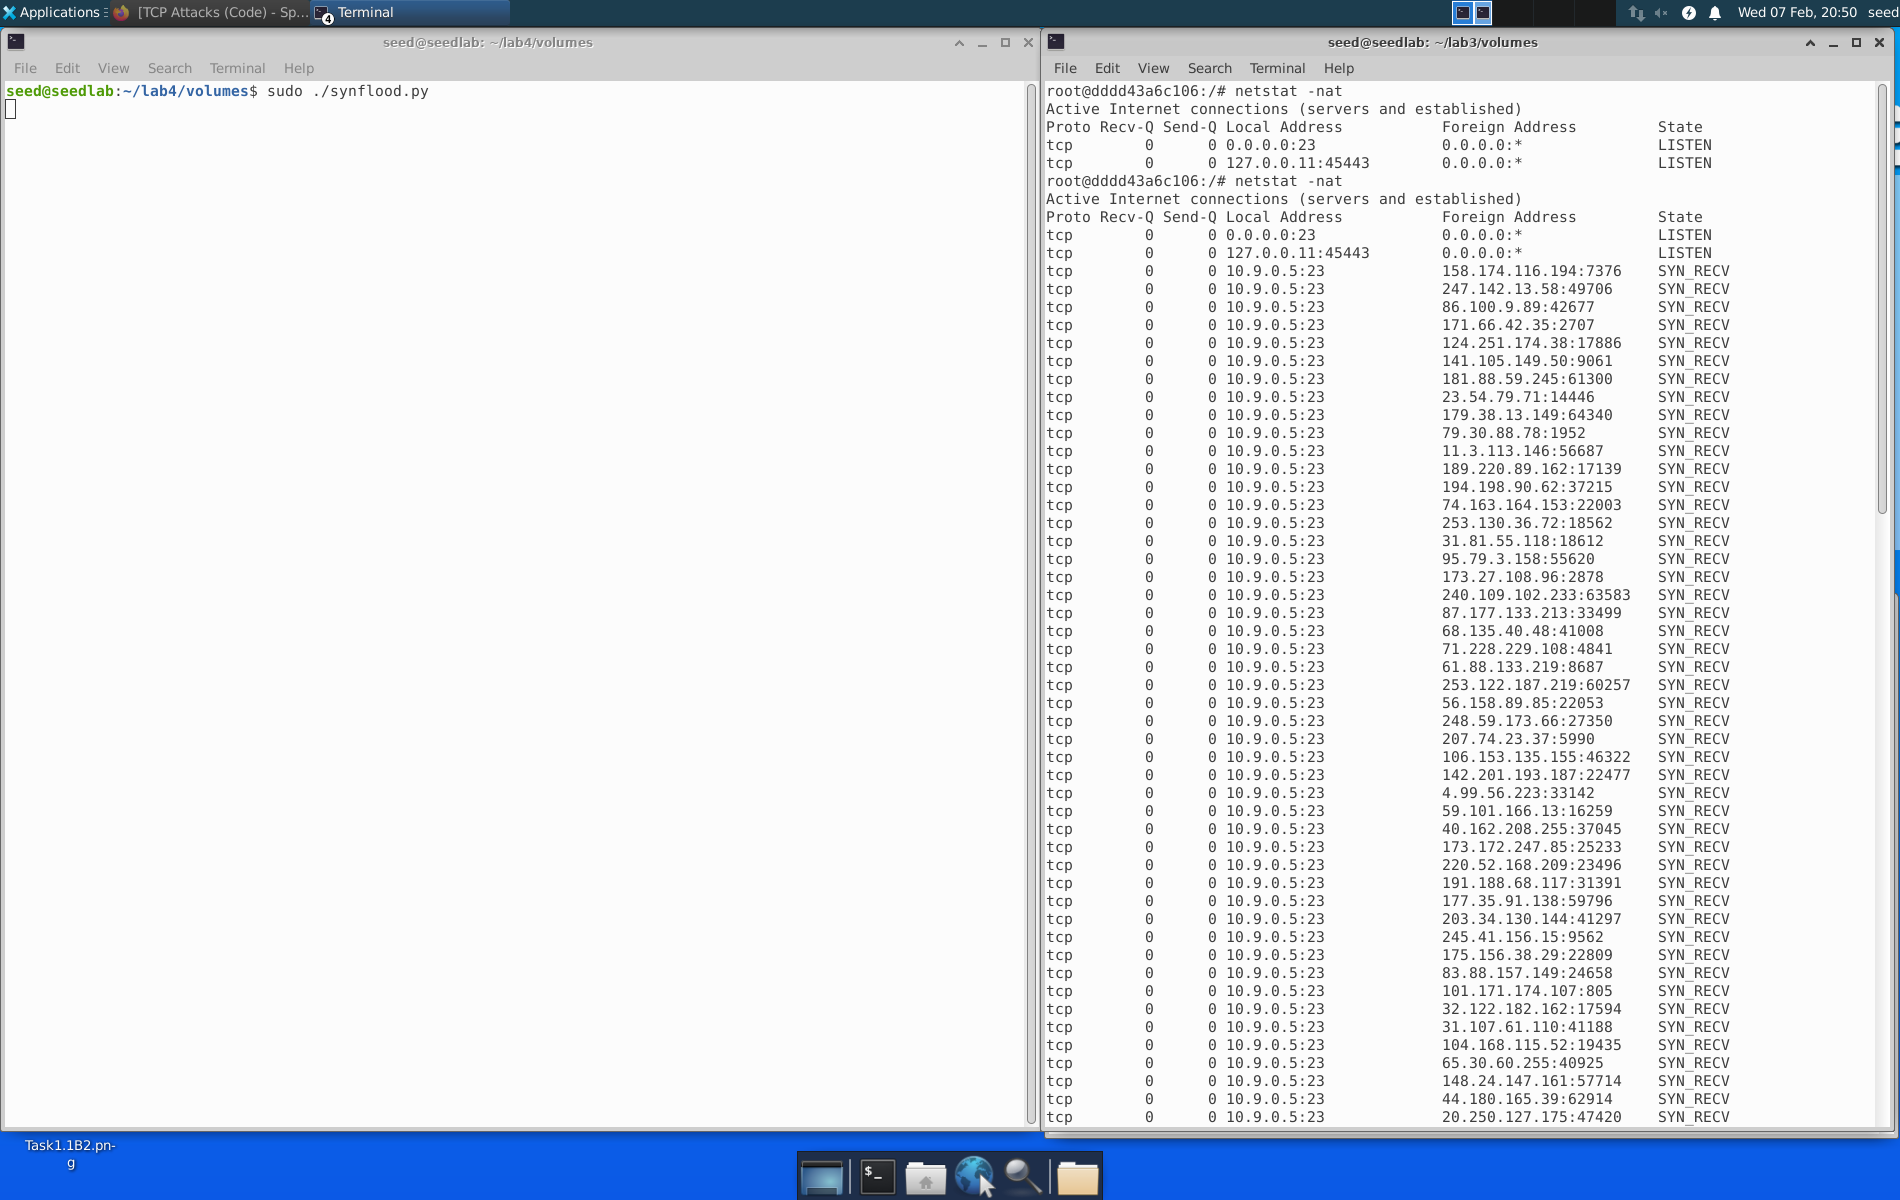 Applications
[TCP Attacks (Code) - Sp...
4
Terminal
Wed 07 Feb, 20:50
seed
seed@seedlab: ~/lab4/volumes
File Edit View Search Terminal Help
seed@seedlab:~/lab4/volumes$ sudo ./synflood.py
seed@seedlab: ~/lab3/volumes
File Edit View Search Terminal Help
root@dddd43a6c106:/# netstat -nat
Active Internet connections (servers and established)
Proto Recv-Q Send-Q Local Address Foreign Address State
tcp 0 0 0.0.0.0:23 0.0.0.0:* LISTEN
tcp 0 0 127.0.0.11:45443 0.0.0.0:* LISTEN
root@dddd43a6c106:/# netstat -nat
Active Internet connections (servers and established)
Proto Recv-Q Send-Q Local Address Foreign Address State
tcp 0 0 0.0.0.0:23 0.0.0.0:* LISTEN
tcp 0 0 127.0.0.11:45443 0.0.0.0:* LISTEN
tcp 0 0 10.9.0.5:23 158.174.116.194:7376 SYN_RECV
tcp 0 0 10.9.0.5:23 247.142.13.58:49706 SYN_RECV
tcp 0 0 10.9.0.5:23 86.100.9.89:42677 SYN_RECV
tcp 0 0 10.9.0.5:23 171.66.42.35:2707 SYN_RECV
tcp 0 0 10.9.0.5:23 124.251.174.38:17886 SYN_RECV
tcp 0 0 10.9.0.5:23 141.105.149.50:9061 SYN_RECV
tcp 0 0 10.9.0.5:23 181.88.59.245:61300 SYN_RECV
tcp 0 0 10.9.0.5:23 23.54.79.71:14446 SYN_RECV
tcp 0 0 10.9.0.5:23 179.38.13.149:64340 SYN_RECV
tcp 0 0 10.9.0.5:23 79.30.88.78:1952 SYN_RECV
tcp 0 0 10.9.0.5:23 11.3.113.146:56687 SYN_RECV
tcp 0 0 10.9.0.5:23 189.220.89.162:17139 SYN_RECV
tcp 0 0 10.9.0.5:23 194.198.90.62:37215 SYN_RECV
tcp 0 0 10.9.0.5:23 74.163.164.153:22003 SYN_RECV
tcp 0 0 10.9.0.5:23 253.130.36.72:18562 SYN_RECV
tcp 0 0 10.9.0.5:23 31.81.55.118:18612 SYN_RECV
tcp 0 0 10.9.0.5:23 95.79.3.158:55620 SYN_RECV
tcp 0 0 10.9.0.5:23 173.27.108.96:2878 SYN_RECV
tcp 0 0 10.9.0.5:23 240.109.102.233:63583 SYN_RECV
tcp 0 0 10.9.0.5:23 87.177.133.213:33499 SYN_RECV
tcp 0 0 10.9.0.5:23 68.135.40.48:41008 SYN_RECV
tcp 0 0 10.9.0.5:23 71.228.229.108:4841 SYN_RECV
tcp 0 0 10.9.0.5:23 61.88.133.219:8687 SYN_RECV
tcp 0 0 10.9.0.5:23 253.122.187.219:60257 SYN_RECV
tcp 0 0 10.9.0.5:23 56.158.89.85:22053 SYN_RECV
tcp 0 0 10.9.0.5:23 248.59.173.66:27350 SYN_RECV
tcp 0 0 10.9.0.5:23 207.74.23.37:5990 SYN_RECV
tcp 0 0 10.9.0.5:23 106.153.135.155:46322 SYN_RECV
tcp 0 0 10.9.0.5:23 142.201.193.187:22477 SYN_RECV
tcp 0 0 10.9.0.5:23 4.99.56.223:33142 SYN_RECV
tcp 0 0 10.9.0.5:23 59.101.166.13:16259 SYN_RECV
tcp 0 0 10.9.0.5:23 40.162.208.255:37045 SYN_RECV
tcp 0 0 10.9.0.5:23 173.172.247.85:25233 SYN_RECV
tcp 0 0 10.9.0.5:23 220.52.168.209:23496 SYN_RECV
tcp 0 0 10.9.0.5:23 191.188.68.117:31391 SYN_RECV
tcp 0 0 10.9.0.5:23 177.35.91.138:59796 SYN_RECV
tcp 0 0 10.9.0.5:23 203.34.130.144:41297 SYN_RECV
tcp 0 0 10.9.0.5:23 245.41.156.15:9562 SYN_RECV
tcp 0 0 10.9.0.5:23 175.156.38.29:22809 SYN_RECV
tcp 0 0 10.9.0.5:23 83.88.157.149:24658 SYN_RECV
tcp 0 0 10.9.0.5:23 101.171.174.107:805 SYN_RECV
tcp 0 0 10.9.0.5:23 32.122.182.162:17594 SYN_RECV
tcp 0 0 10.9.0.5:23 31.107.61.110:41188 SYN_RECV
tcp 0 0 10.9.0.5:23 104.168.115.52:19435 SYN_RECV
tcp 0 0 10.9.0.5:23 65.30.60.255:40925 SYN_RECV
tcp 0 0 10.9.0.5:23 148.24.147.161:57714 SYN_RECV
tcp 0 0 10.9.0.5:23 44.180.165.39:62914 SYN_RECV
tcp 0 0 10.9.0.5:23 20.250.127.175:47420 SYN_RECV
Task1.1B2.pn-
g
$_